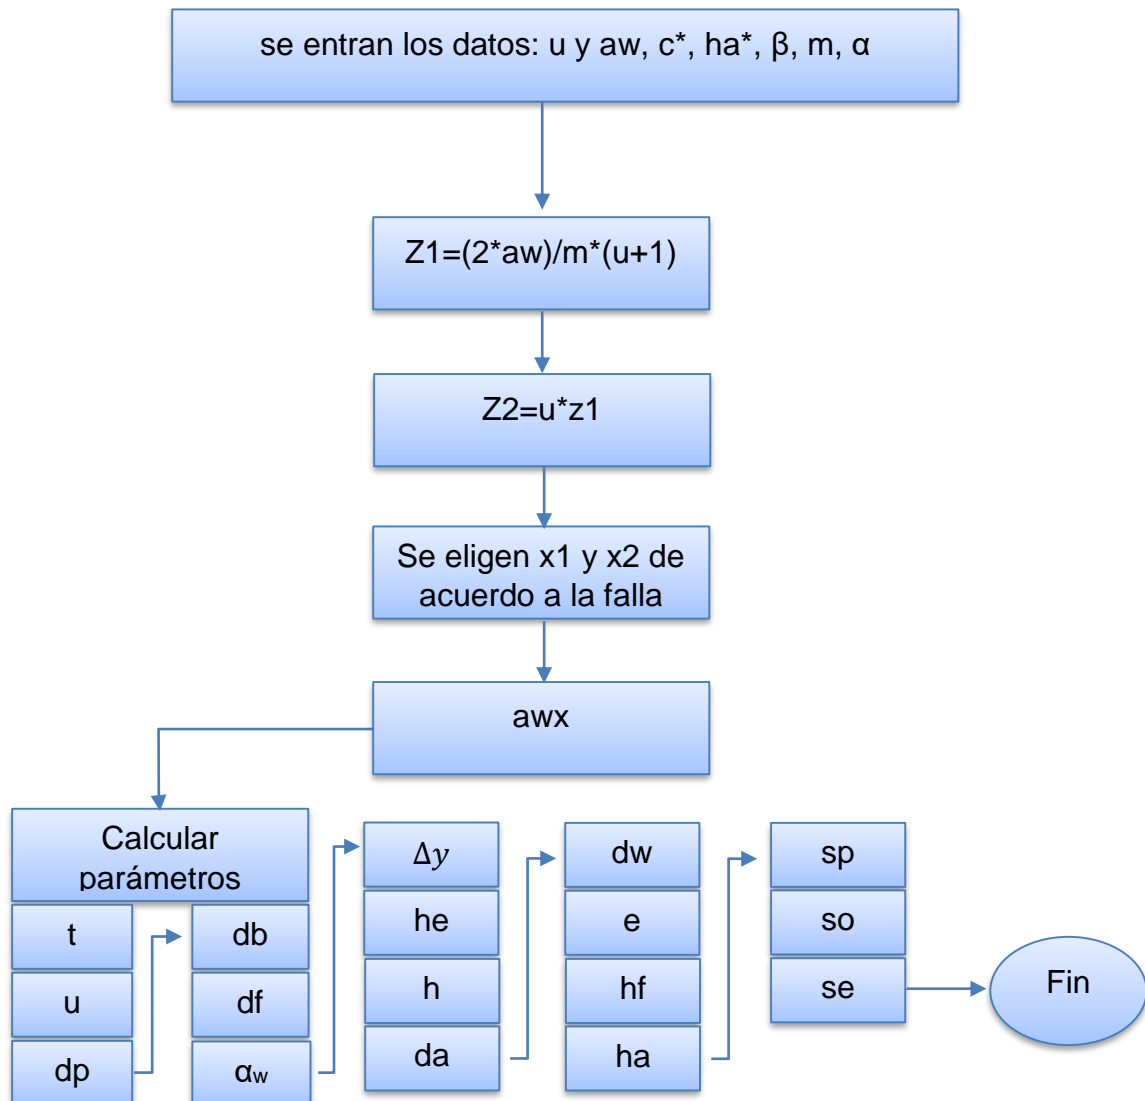 se entran los datos: u y aw, c*, ha*, β, m, α
Z1=(2*aw)/m*(u+1)
Z2=u*z1
Se eligen x1 y x2 de
acuerdo a la falla
awx
Calcular
parámetros
t
u
dp
db
df
αw
Δy
he
h
da
dw
e
hf
ha
sp
so
se
Fin